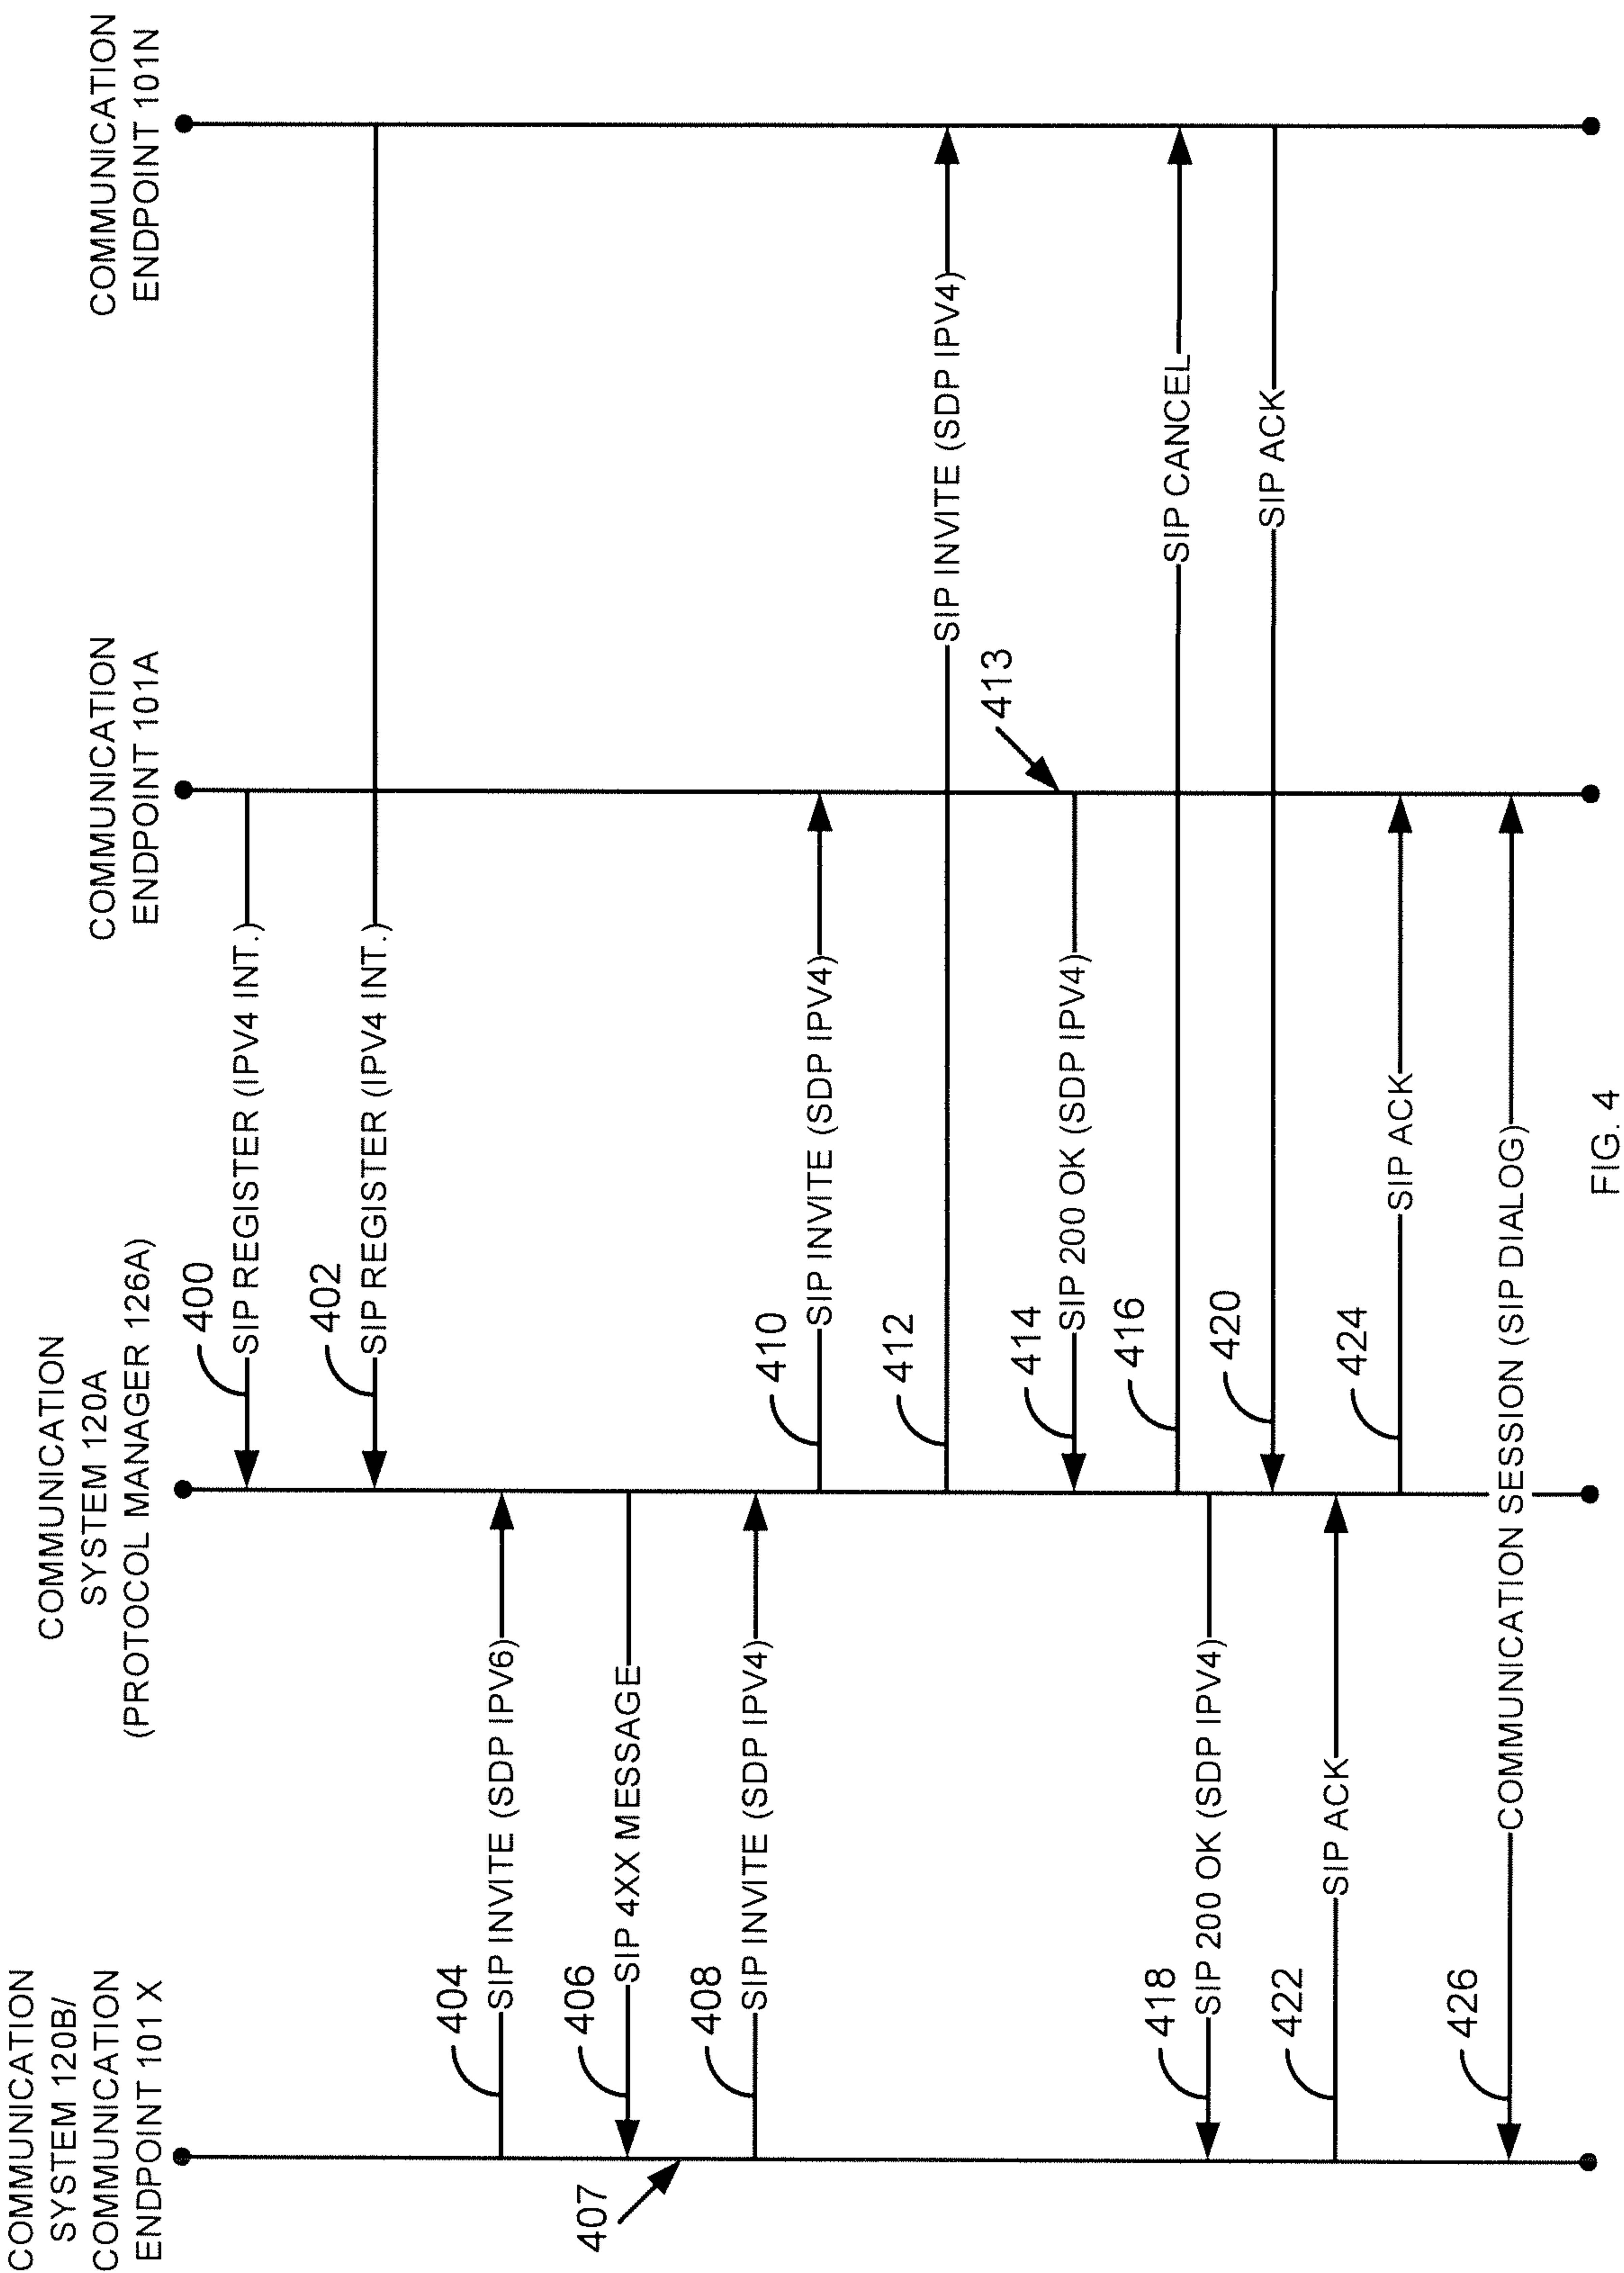 COMMUNICATION
SYSTEM 120B/
COMMUNICATION
ENDPOINT 101 X
COMMUNICATION
SYSTEM 120A
(PROTOCOL MANAGER 126A)
COMMUNICATION
ENDPOINT 101A
COMMUNICATION
ENDPOINT 101N
400
SIP REGISTER (IPV4 INT.)
402
SIP REGISTER (IPV4 INT.)
404
SIP INVITE (SDP IPV6)
406
SIP 4XX MESSAGE
407
408
SIP INVITE (SDP IPV4)
410
SIP INVITE (SDP IPV4)
412
SIP INVITE (SDP IPV4)
413
414
SIP 200 OK (SDP IPV4)
416
SIP CANCEL
418
SIP 200 OK (SDP IPV4)
420
SIP ACK
422
SIP ACK
424
SIP ACK
426
COMMUNICATION SESSION (SIP DIALOG)
FIG. 4